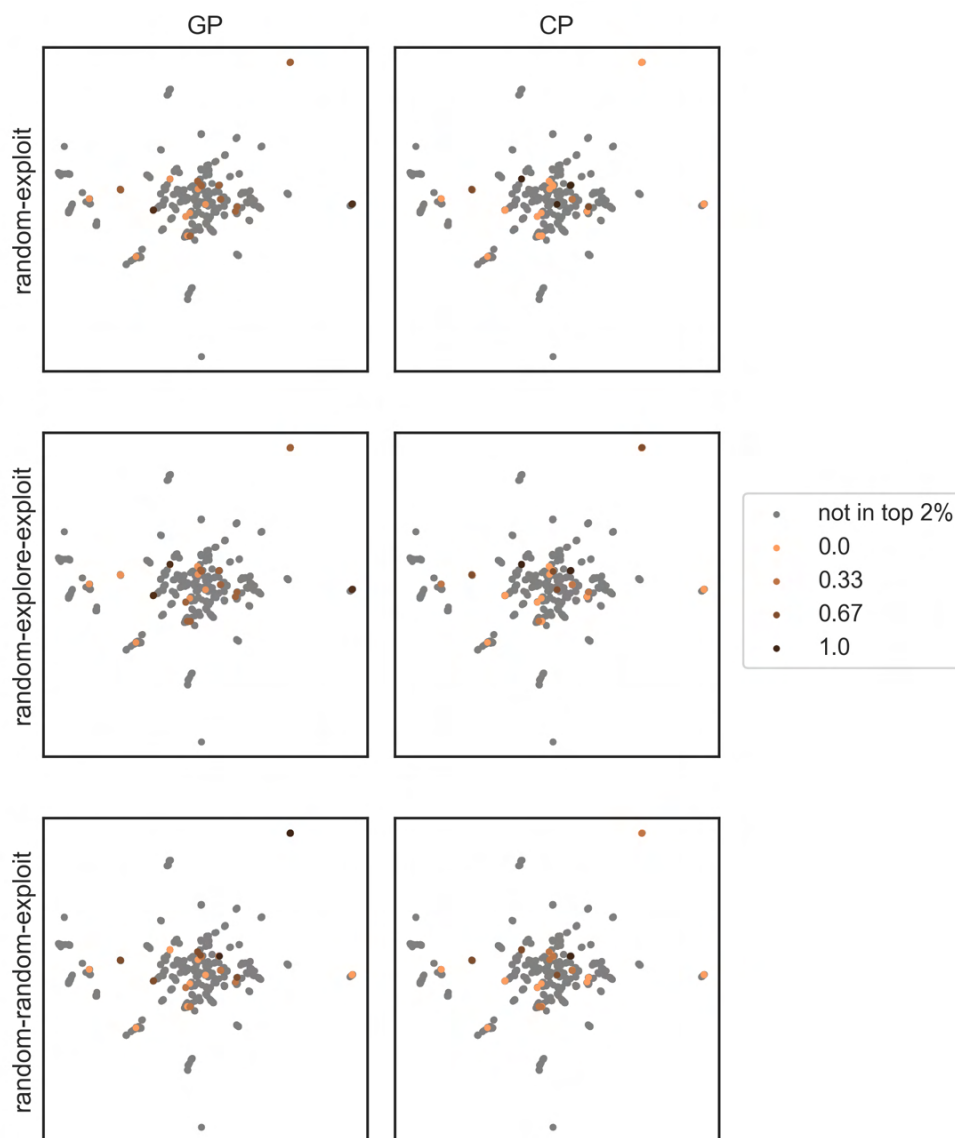 GP
CP
random-exploit
random-explore-exploit
not in top 2%
0.0
0.33
0.67
1.0
random-random-exploit